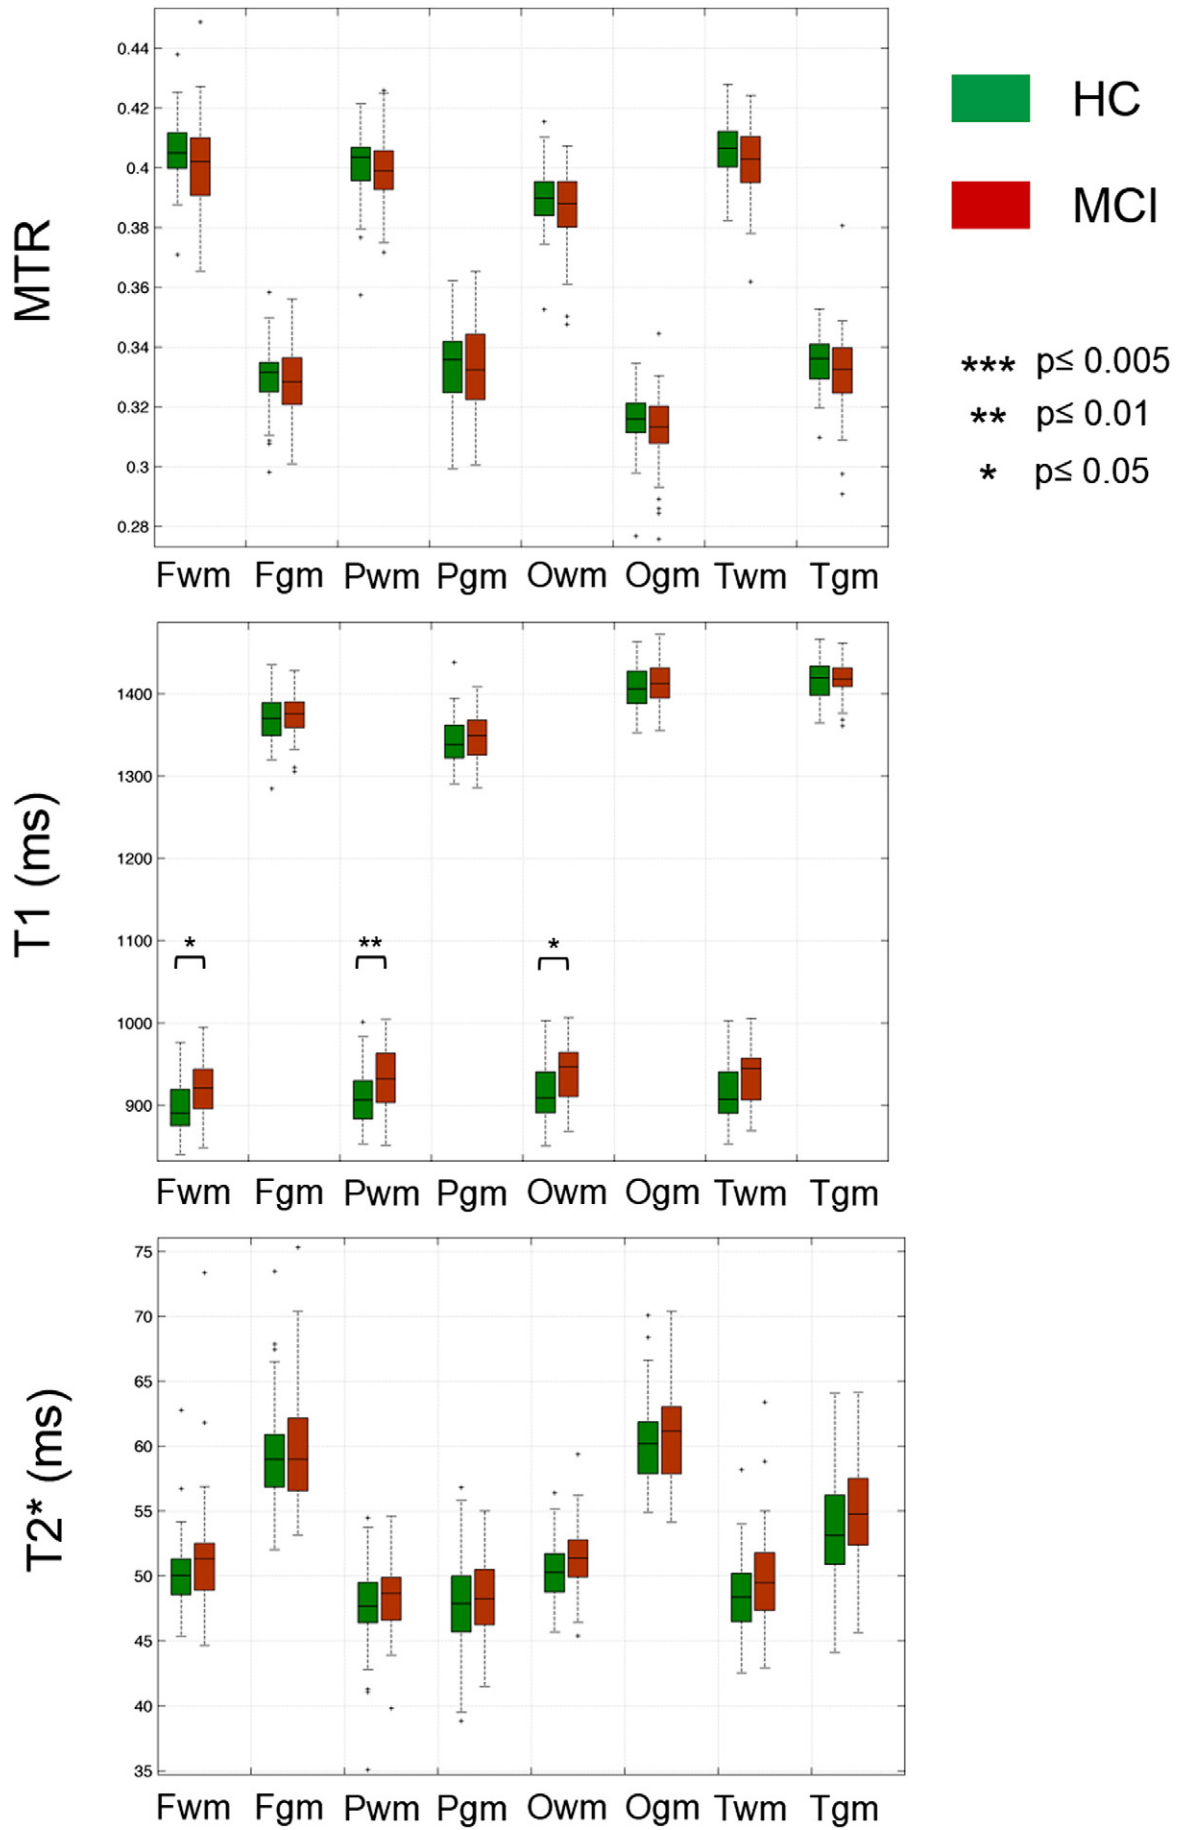 MTR
0.44
0.42
0.4
0.38
0.36
0.34
0.32
0.3
0.28
Fwm Fgm Pwm Pgm Owm Ogm Twm Tgm
HC
MCI
*** p≤ 0.005
** p≤ 0.01
* p≤ 0.05
T1 (ms)
1400
1300
1200
1100
1000
900
* ** *
Fwm Fgm Pwm Pgm Owm Ogm Twm Tgm
T2* (ms)
75
70
65
60
55
50
45
40
35
Fwm Fgm Pwm Pgm Owm Ogm Twm Tgm